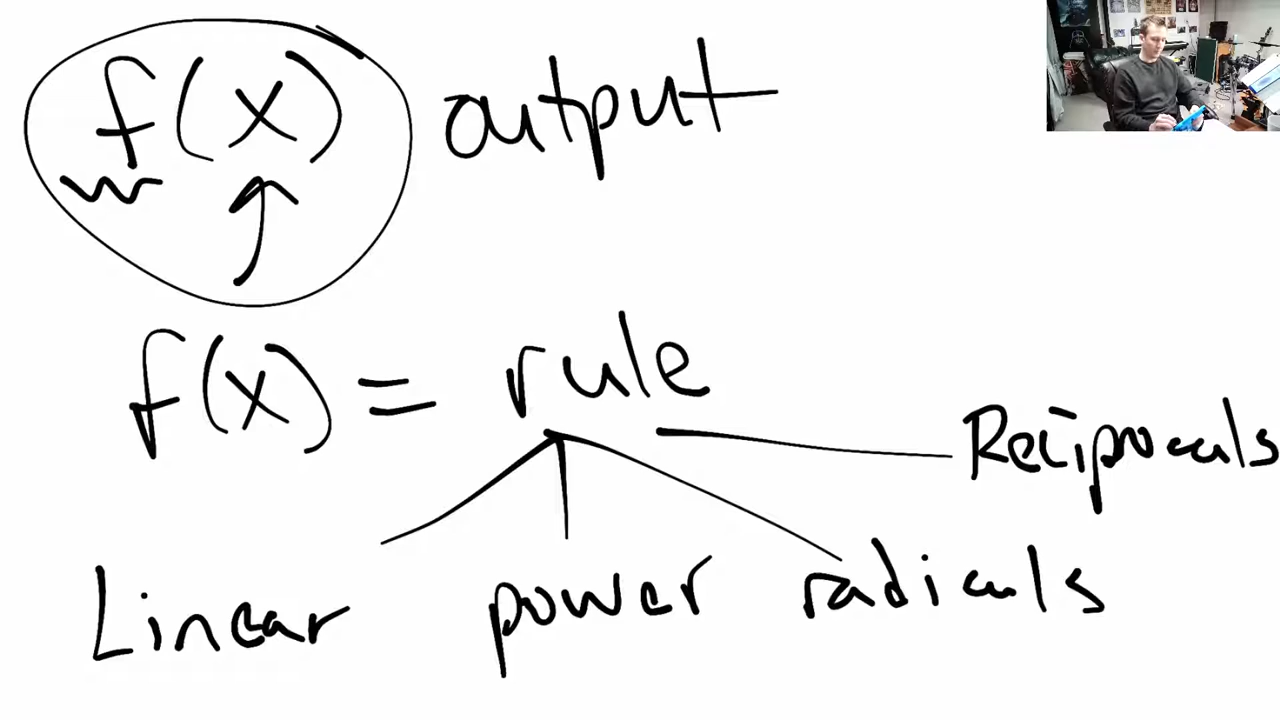 f(x) output
f(x) = rule
Reciprocals
Linear power radicals